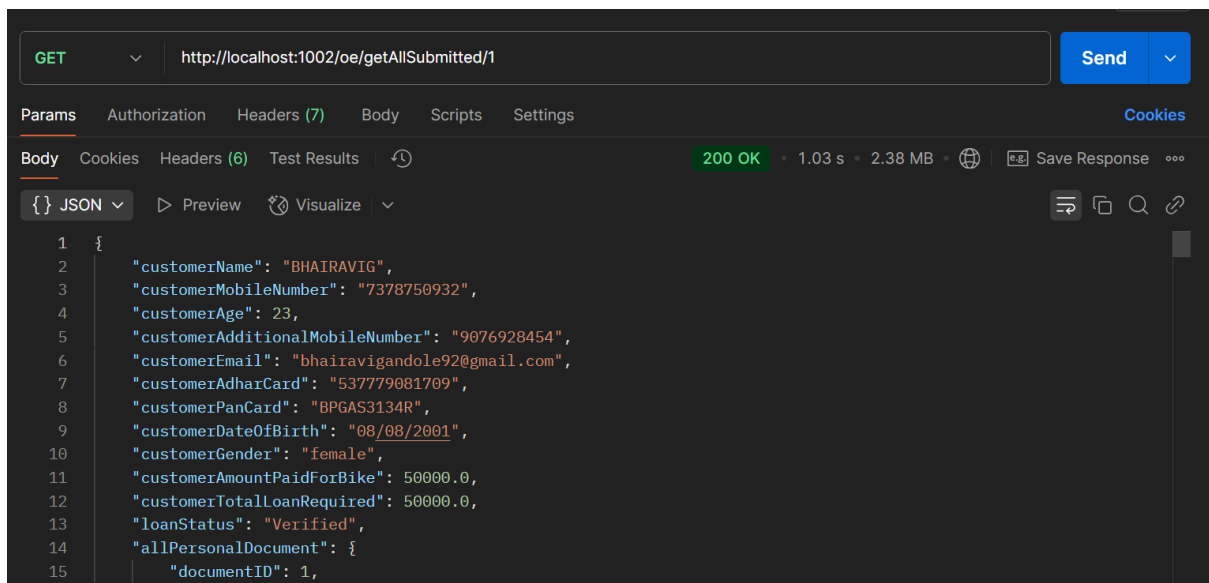 GET http://localhost:1002/oe/getAllSubmitted/1 Send
Params Authorization Headers (7) Body Scripts Settings Cookies
Body Cookies Headers (6) Test Results 200 OK • 1.03 s • 2.38 MB • e.g. Save Response
{} JSON Preview Visualize
1 {
2 "customerName": "BHAIRAVIG",
3 "customerMobileNumber": "7378750932",
4 "customerAge": 23,
5 "customerAdditionalMobileNumber": "9076928454",
6 "customerEmail": "bhairavigandole92@gmail.com",
7 "customerAdharCard": "537779081709",
8 "customerPanCard": "BPGAS3134R",
9 "customerDateOfBirth": "08/08/2001",
10 "customerGender": "female",
11 "customerAmountPaidForBike": 50000.0,
12 "customerTotalLoanRequired": 50000.0,
13 "loanStatus": "Verified",
14 "allPersonalDocument": {
15 "documentID": 1,